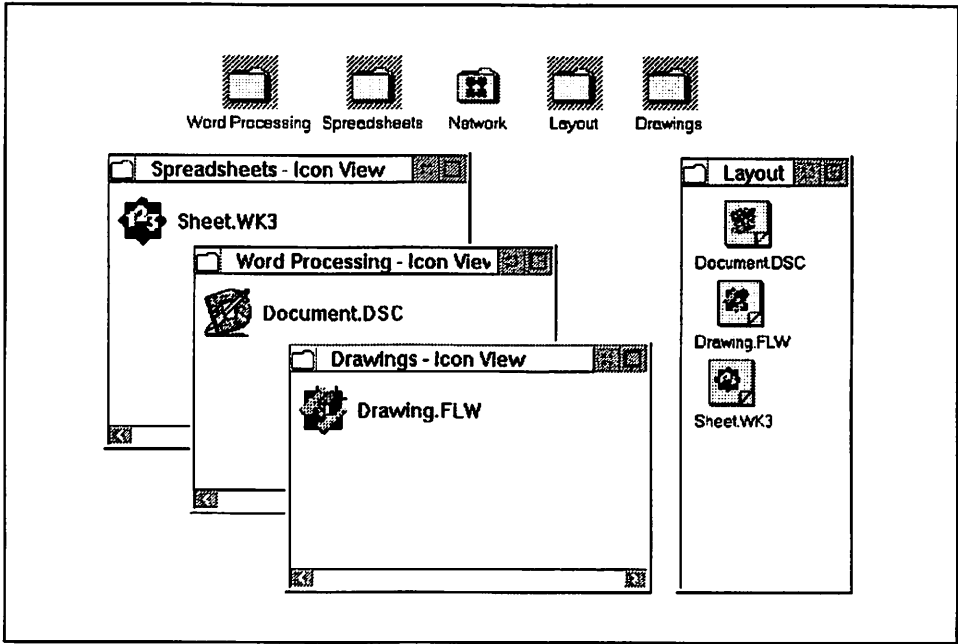 Word Processing Spreadsheets Network Layout Drawings
Spreadsheets - Icon View
Sheet.WK3
Word Processing - Icon Viev
Document.DSC
Drawings - Icon View
Drawing.FLW
Layout
Document.DSC
Drawing.FLW
Sheet.WK3